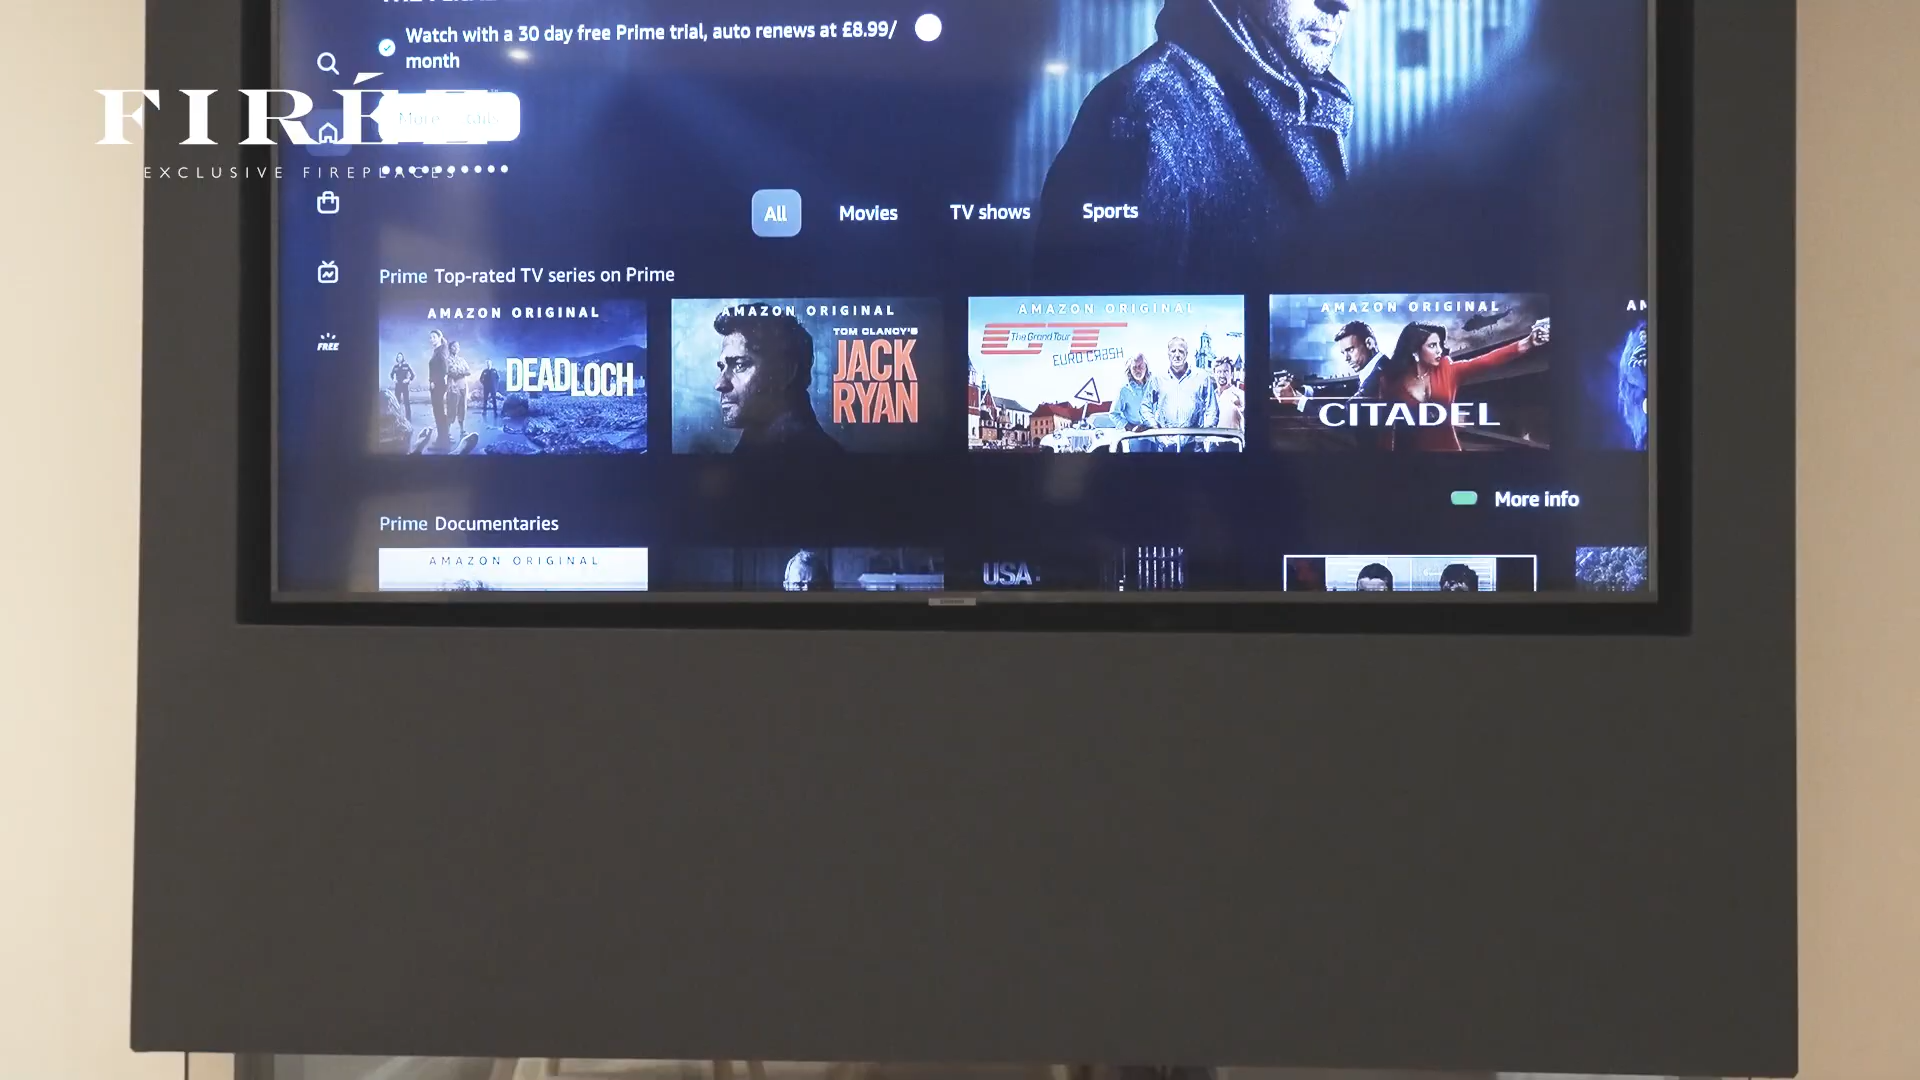 Watch with a 30 day free Prime trial, auto renews at £8.99/
month
EXCLUSIVE FIREPLACES
All
Movies
TV shows
Sports
Prime Top-rated TV series on Prime
AMAZON ORIGINAL
DEADLOCH
AMAZON ORIGINAL
TOM CLANCY'S
JACK
RYAN
AMAZON ORIGINAL
The Grand Tour
EURO CRASH
AMAZON ORIGINAL
CITADEL
FREE
More info
Prime Documentaries
AMAZON ORIGINAL
USA